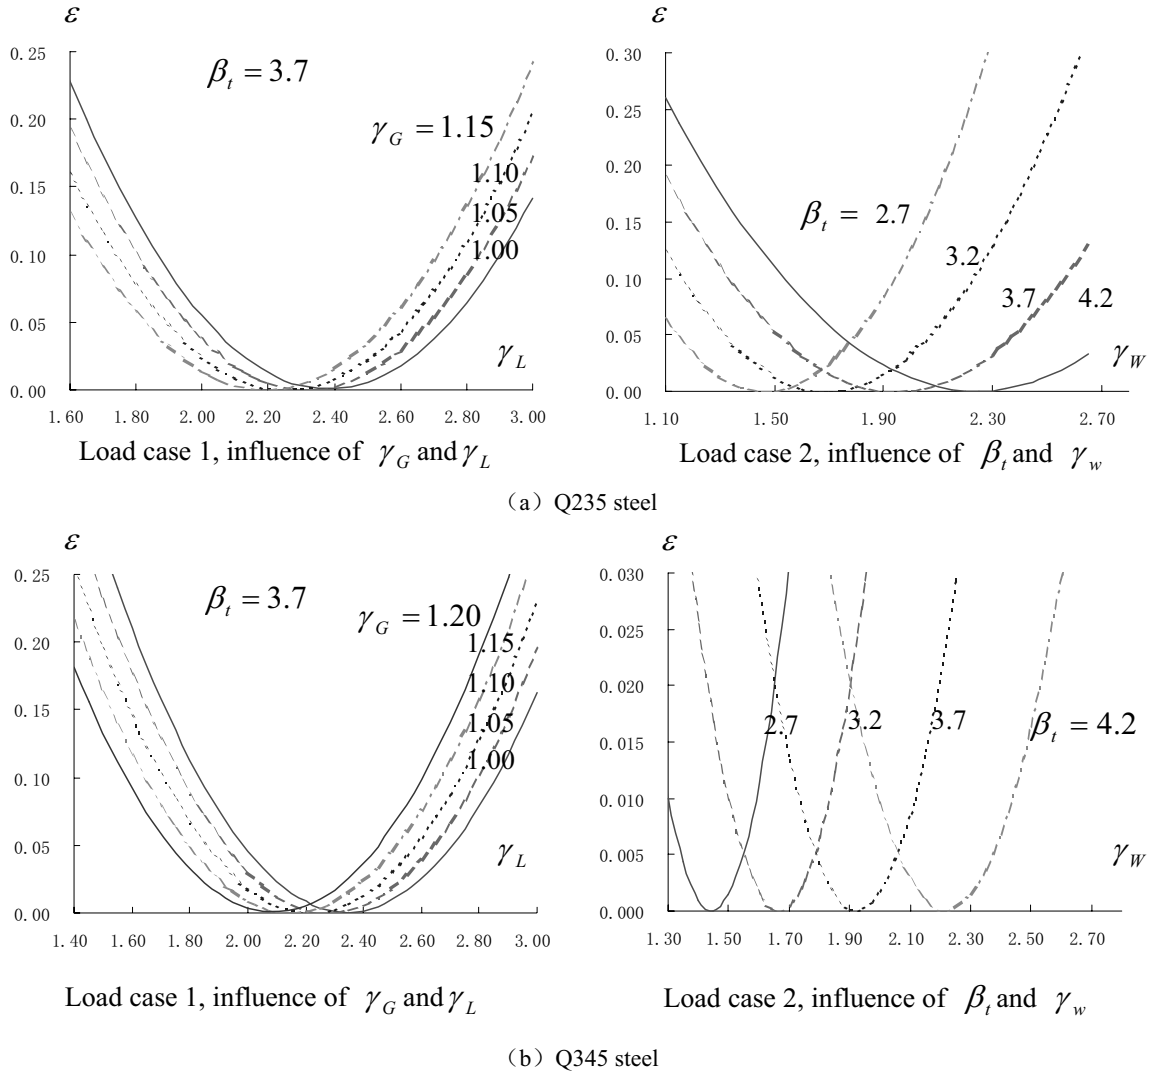 ε
0.25
0.20
0.15
0.10
0.05
0.00
β_t = 3.7
γ_G = 1.15
1.10
1.05
1.00
γ_L
1.60 1.80 2.00 2.20 2.40 2.60 2.80 3.00
Load case 1, influence of γ_G and γ_L
ε
0.30
0.25
0.20
0.15
0.10
0.05
0.00
β_t = 2.7
3.2
3.7
4.2
γ_W
1.10 1.50 1.90 2.30 2.70
Load case 2, influence of β_t and γ_w
（a）Q235 steel
ε
0.25
0.20
0.15
0.10
0.05
0.00
β_t = 3.7
γ_G = 1.20
1.15
1.10
1.05
1.00
γ_L
1.40 1.60 1.80 2.00 2.20 2.40 2.60 2.80 3.00
Load case 1, influence of γ_G and γ_L
ε
0.030
0.025
0.020
0.015
0.010
0.005
0.000
2.7
3.2
3.7
β_t = 4.2
γ_W
1.30 1.50 1.70 1.90 2.10 2.30 2.50 2.70
Load case 2, influence of β_t and γ_w
（b）Q345 steel